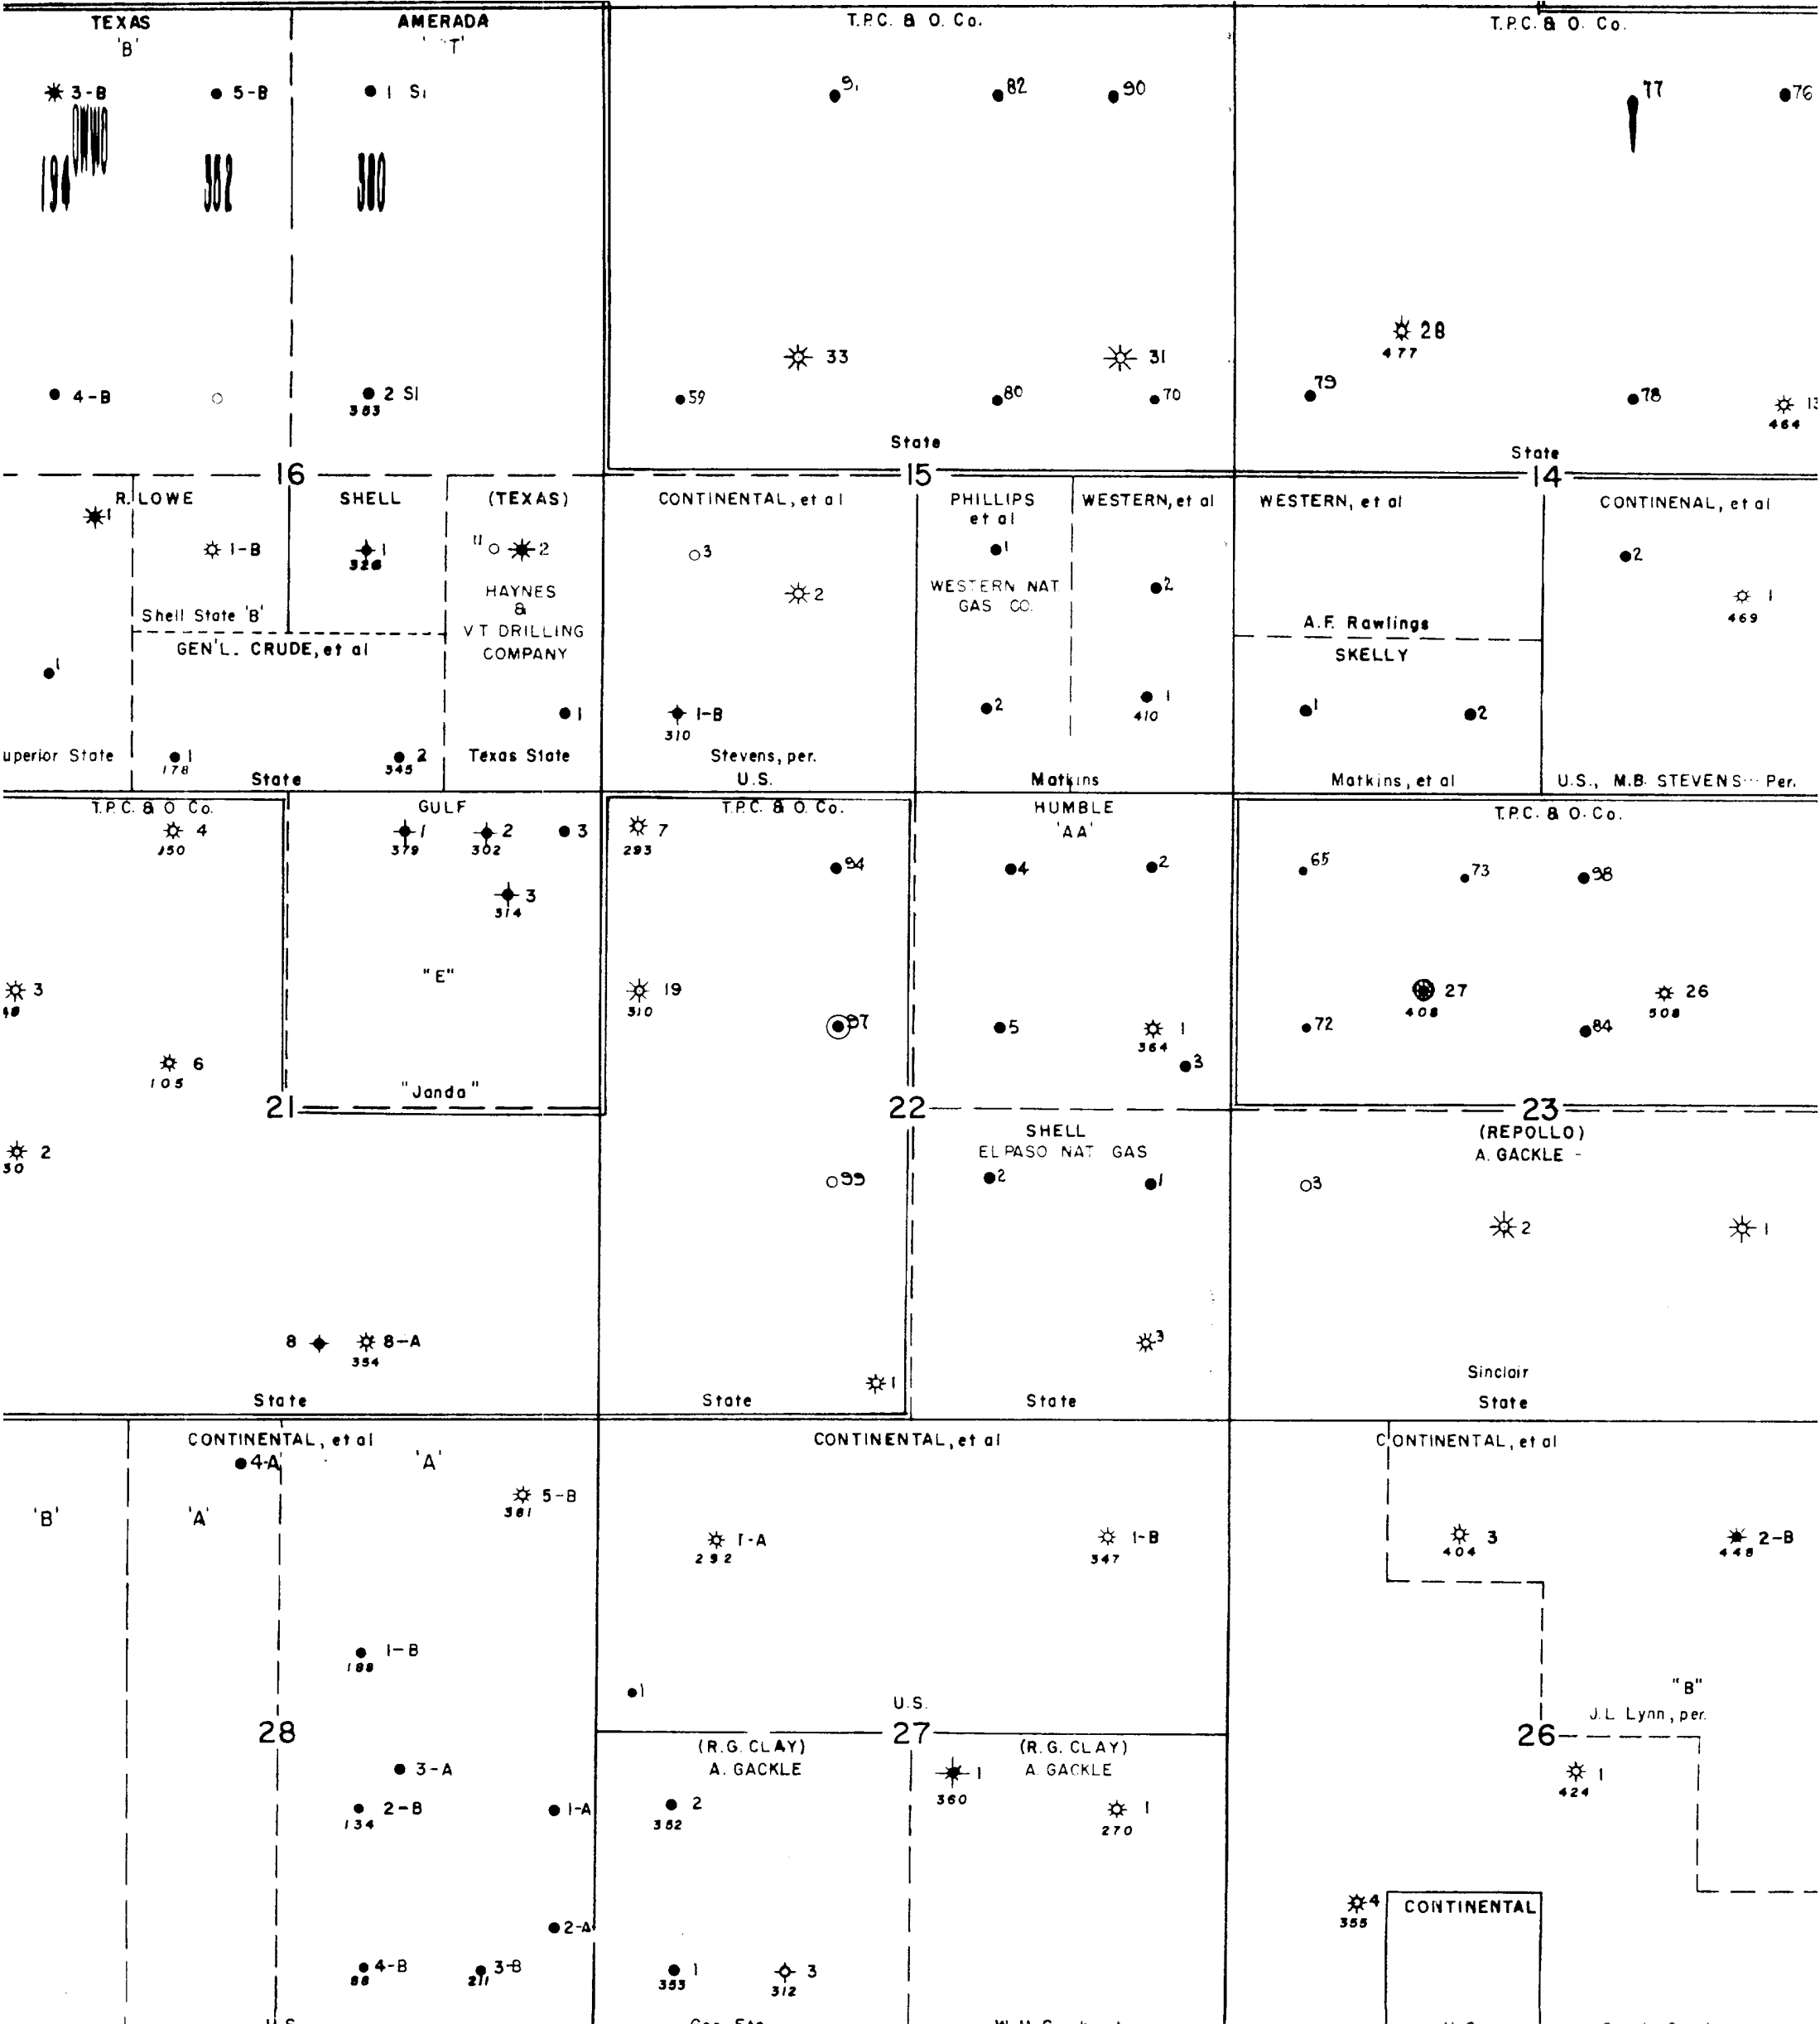 TEXAS
'B'
AMERADA
T.P.C. & O. Co.
T.P.C. & O. Co.
3-B
OWWO
194
5-B
352
1 SI
380
91
82
90
77
76
28
477
33
31
4-B
2 SI
383
59
80
70
79
78
13
464
State
State
16
15
14
R. LOWE
SHELL
(TEXAS)
CONTINENTAL, et al
PHILLIPS
et al
WESTERN, et al
WESTERN, et al
CONTINENAL, et al
1
1-B
1
326
2
3
1
2
2
HAYNES
&
V T DRILLING
COMPANY
2
WESTERN NAT.
GAS CO.
1
469
Shell State 'B'
GEN'L. CRUDE, et al
A.F. Rawlings
SKELLY
1
1
1-B
310
2
1
410
1
2
uperior State
1
178
2
345
Texas State
Stevens, per.
State
U.S.
Matkins
Matkins, et al
U.S., M.B. STEVENS Per.
T.P.C. & O Co.
GULF
T.P.C. & O. Co.
HUMBLE
'AA'
T.P.C. & O. Co.
4
150
1
379
2
302
3
7
293
94
4
2
65
73
98
3
314
"E"
3
48
19
310
97
5
1
364
3
27
408
26
508
72
84
6
105
"Janda"
21
22
23
SHELL
EL PASO NAT GAS
(REPOLLO)
A. GACKLE -
2
30
99
2
1
3
2
1
8
8-A
354
3
1
Sinclair
State
State
State
State
CONTINENTAL, et al
CONTINENTAL, et al
CONTINENTAL, et al
4-A
'A'
'B'
'A'
5-B
381
1-A
292
1-B
347
3
404
2-B
448
1-B
188
1
U.S.
"B"
J.L. Lynn, per.
28
27
26
(R.G. CLAY)
A. GACKLE
(R.G. CLAY)
A. GACKLE
3-A
1
360
1
424
2-B
134
1-A
2
382
1
270
2-A
4
355
CONTINENTAL
4-B
88
3-B
211
1
353
3
312